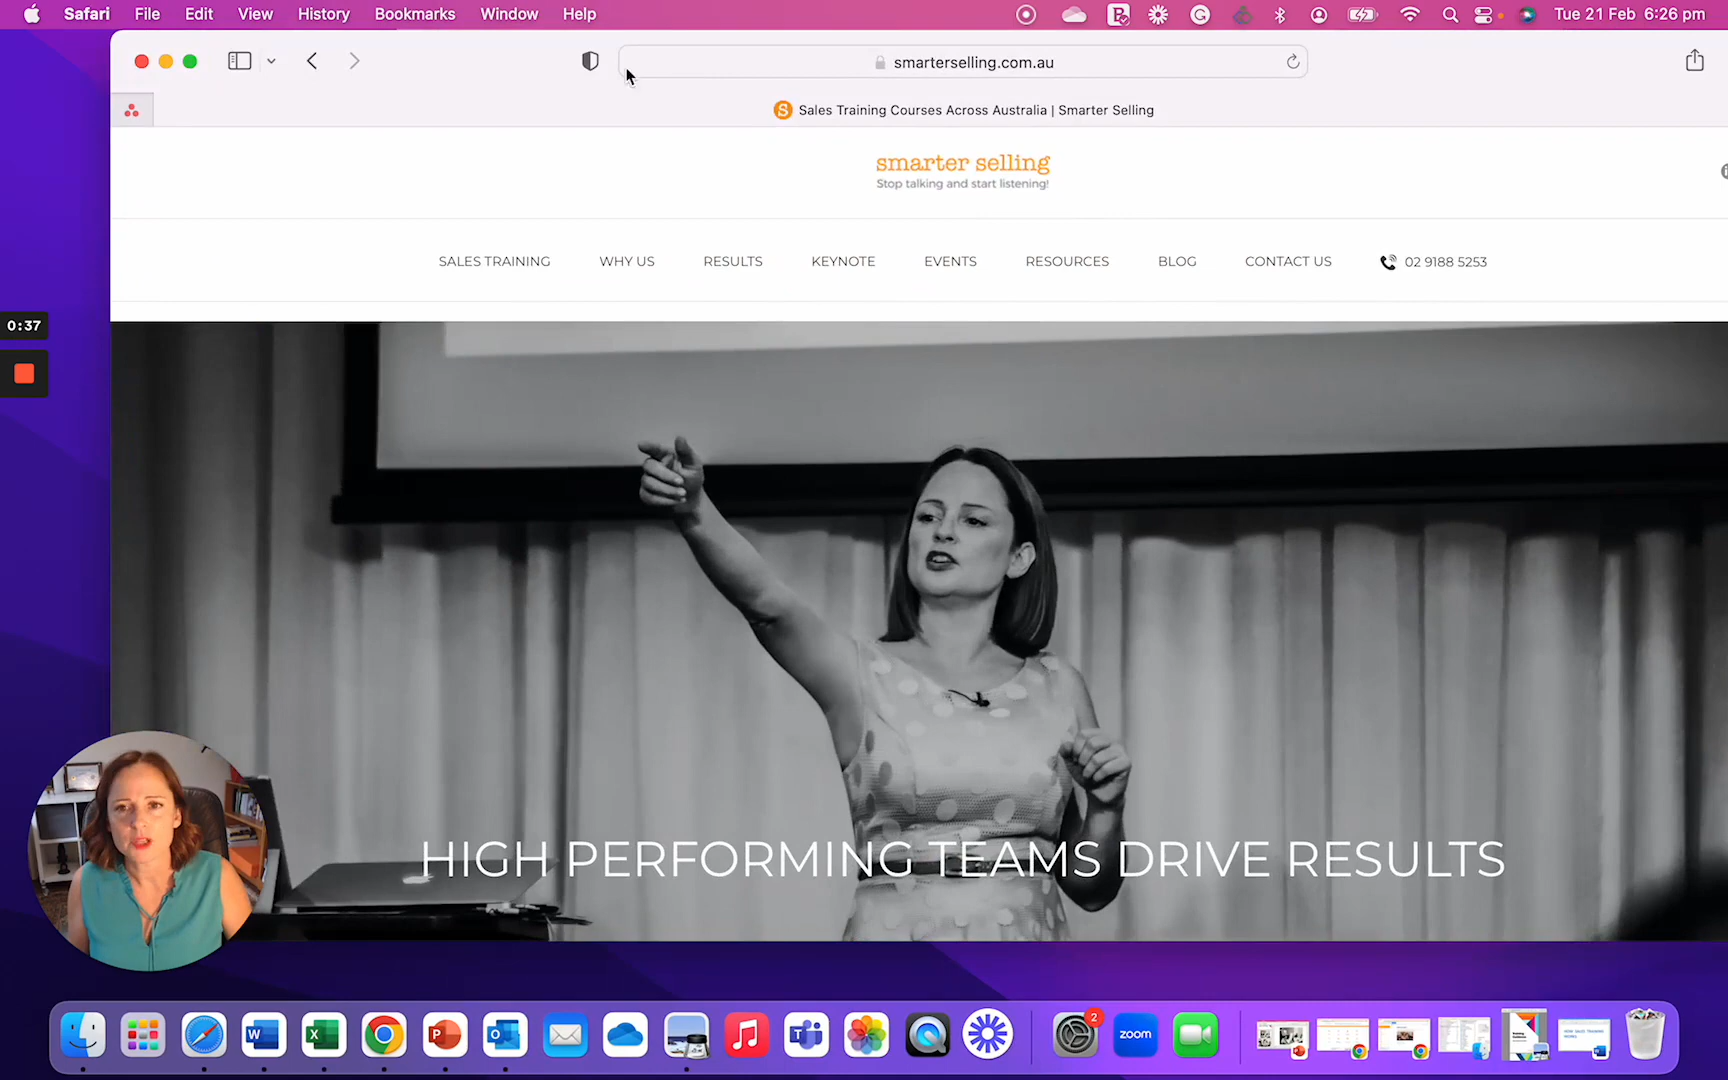 Safari File Edit View History Bookmarks Window Help Tue 21 Feb 6:26 pm
smarterselling.com.au
S Sales Training Courses Across Australia | Smarter Selling
smarter selling
Stop talking and start listening!
SALES TRAINING WHY US RESULTS KEYNOTE EVENTS RESOURCES BLOG CONTACT US 02 9188 5253
0:37
HIGH PERFORMING TEAMS DRIVE RESULTS
W X P O 2 zoom